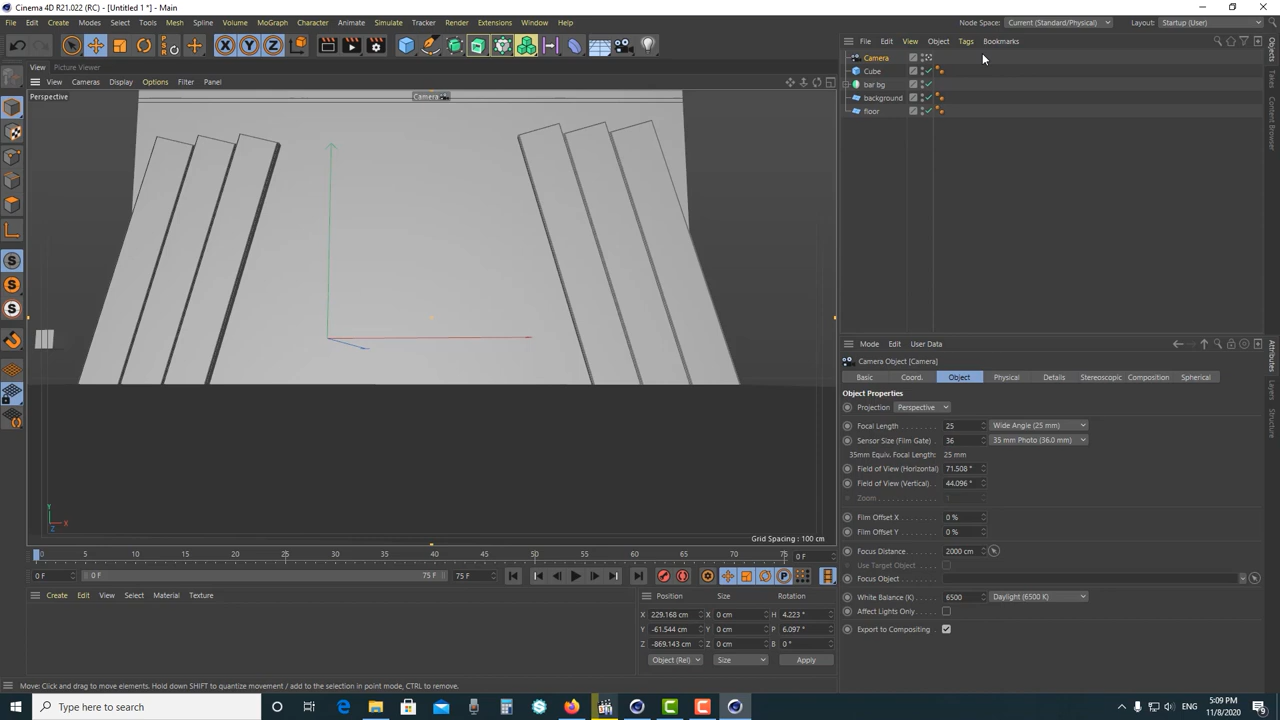 Cinema 4D R21.022 (RC) - [Untitled 1 *] - Main
File Edit Create Modes Select Tools Mesh Spline Volume MoGraph Character Animate Simulate Tracker Render Extensions Window Help
Node Space: Current (Standard/Physical) Layout: Startup (User)
X Y Z P S R
View Picture Viewer
View Cameras Display Options Filter Panel
Perspective
Camera
Y X Z
Grid Spacing : 100 cm
0 5 10 15 20 25 30 35 40 45 50 55 60 65 70 75 0 F
0 F 0 F 75 F 75 F
Create Edit View Select Material Texture
Position Size Rotation
X 229.168 cm X 0 cm H 4.223 °
Y -61.544 cm Y 0 cm P 6.097 °
Z -869.143 cm Z 0 cm B 0 °
Object (Rel) Size Apply
Move: Click and drag to move elements. Hold down SHIFT to quantize movement / add to the selection in point mode, CTRL to remove.
File Edit View Object Tags Bookmarks
Camera
Cube
bar bg
background
floor
Objects
Takes
Content Browser
Mode Edit User Data
Camera Object [Camera]
Basic Coord. Object Physical Details Stereoscopic Composition Spherical
Object Properties
Projection Perspective
Focal Length 25 Wide Angle (25 mm)
Sensor Size (Film Gate) 36 35 mm Photo (36.0 mm)
35mm Equiv. Focal Length: 25 mm
Field of View (Horizontal) 71.508 °
Field of View (Vertical) 44.096 °
Zoom 1
Film Offset X 0 %
Film Offset Y 0 %
Focus Distance 2000 cm
Use Target Object
Focus Object
White Balance (K) 6500 Daylight (6500 K)
Affect Lights Only
Export to Compositing
Attributes
Layers
Structure
Type here to search
ENG
5:09 PM
11/8/2020